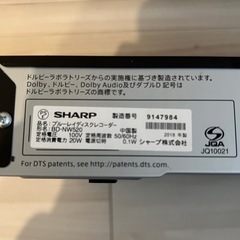 ドルビーラボラトリーズからの実施権に基づき製造されています。
Dolby、ドルビー、Dolby Audio及びダブルD 記号は
ドルビーラボラトリーズの商標です。
SHARP
製造番号
9147984
ブルーレイディスクレコーダー
形名: BD-NW520
中国製
2018 年製
定格電圧 100V 定格周波数 50/60Hz
定格消費電力 20W 電源切時 0.1W
シャープ株式会社
JQA
JQ10021
For DTS patents, see http://patents.dts.com.